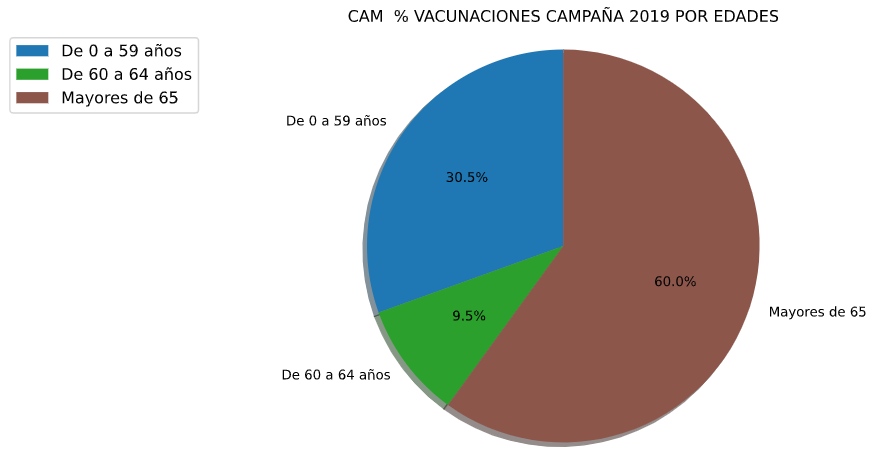 CAM  % VACUNACIONES CAMPAÑA 2019 POR EDADES
De 0 a 59 años
De 60 a 64 años
Mayores de 65
De 0 a 59 años
30.5%
60.0%
Mayores de 65
9.5%
De 60 a 64 años